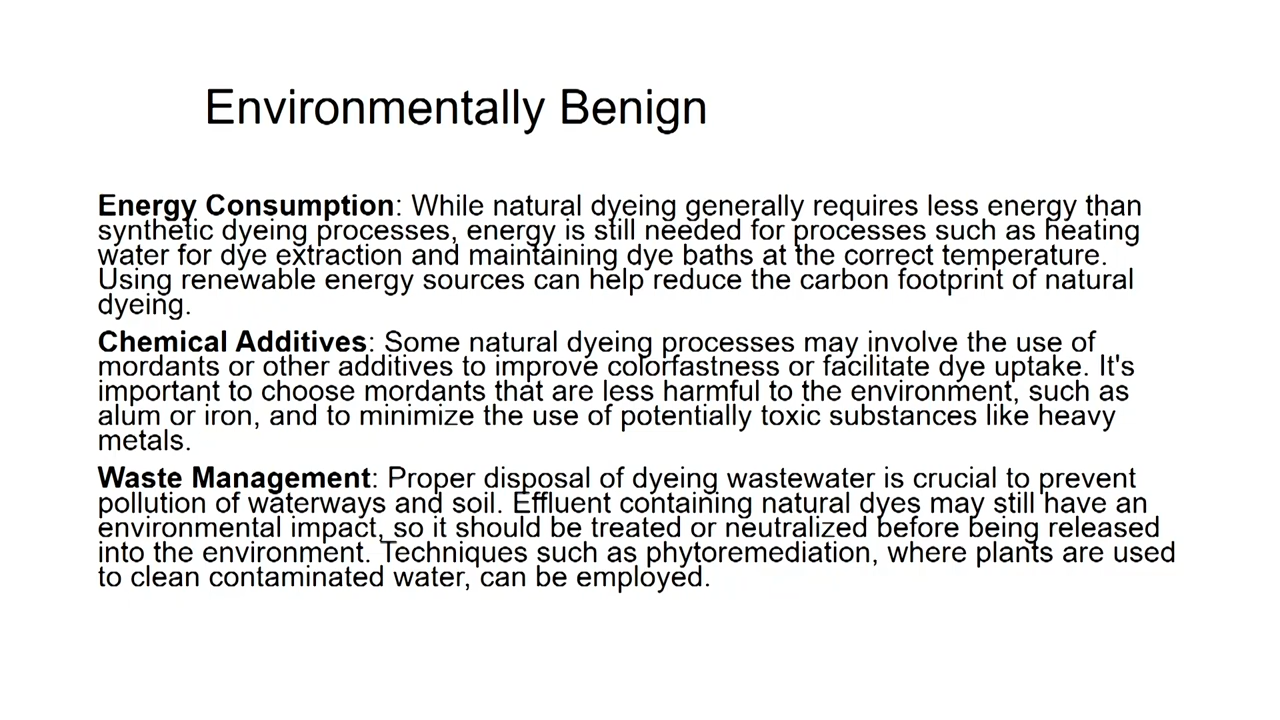 Environmentally Benign
Energy Consumption: While natural dyeing generally requires less energy than
synthetic dyeing processes, energy is still needed for processes such as heating
water for dye extraction and maintaining dye baths at the correct temperature.
Using renewable energy sources can help reduce the carbon footprint of natural
dyeing.
Chemical Additives: Some natural dyeing processes may involve the use of
mordants or other additives to improve colorfastness or facilitate dye uptake. It's
important to choose mordants that are less harmful to the environment, such as
alum or iron, and to minimize the use of potentially toxic substances like heavy
metals.
Waste Management: Proper disposal of dyeing wastewater is crucial to prevent
pollution of waterways and soil. Effluent containing natural dyes may still have an
environmental impact, so it should be treated or neutralized before being released
into the environment. Techniques such as phytoremediation, where plants are used
to clean contaminated water, can be employed.